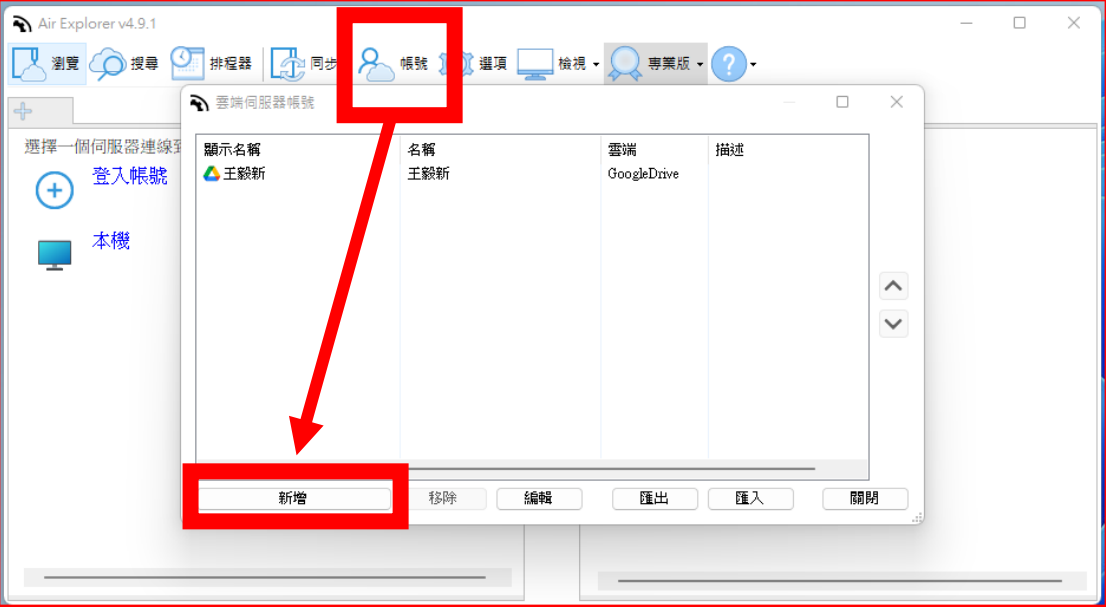 Air Explorer v4.9.1
瀏覽 搜尋 排程器 同步 帳號 選項 檢視 專業版 ?
雲端伺服器帳號
選擇一個伺服器連線到
登入帳號
本機
顯示名稱 名稱 雲端 描述
王毅新 王毅新 GoogleDrive
新增 移除 編輯 匯出 匯入 關閉